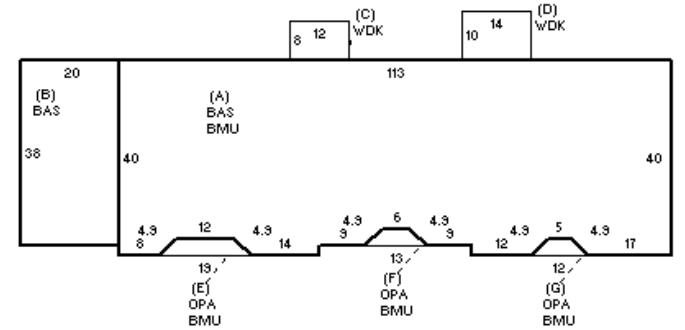 (C)
WDK
8
12
(D)
14
WDK
10
20
113
(B)
BAS
(A)
BAS
BMU
38
40
40
4.9
12
4.9
4.9
6
4.9
4.9
5
4.9
8
14
9
9
12
17
19
13
12
(E)
OPA
BMU
(F)
OPA
BMU
(G)
OPA
BMU